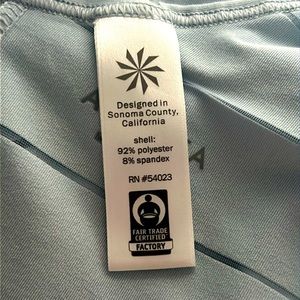 Designed in
Sonoma County,
California
shell:
92% polyester
8% spandex
RN #54023
FAIR TRADE
CERTIFIED
FACTORY